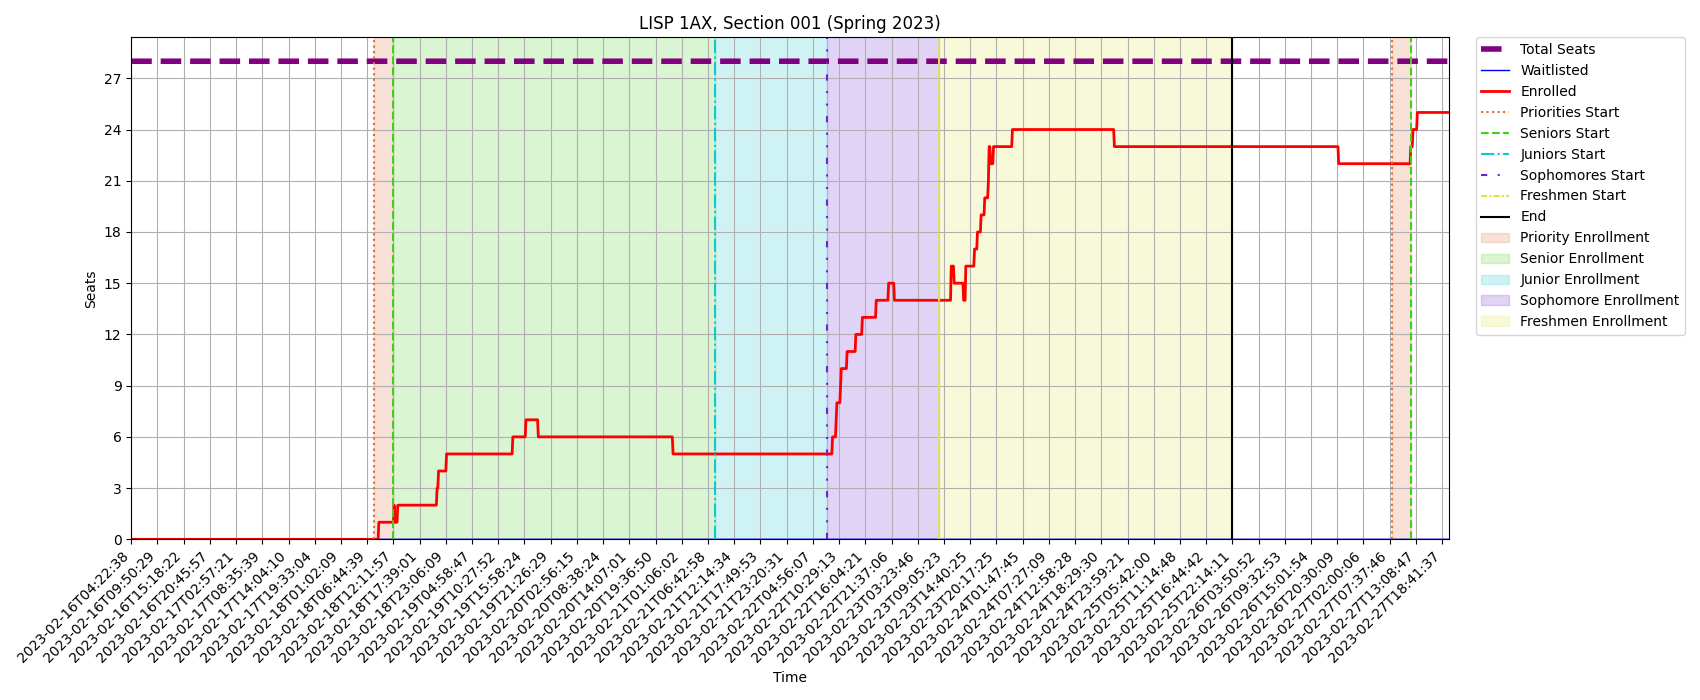 LISP 1AX, Section 001 (Spring 2023)
Seats
27
24
21
18
15
12
9
6
3
0
2023-02-16T04:22:38
2023-02-16T09:50:29
2023-02-16T15:18:22
2023-02-16T20:45:57
2023-02-17T02:57:21
2023-02-17T08:35:39
2023-02-17T14:04:10
2023-02-17T19:33:04
2023-02-18T01:02:09
2023-02-18T06:44:39
2023-02-18T12:11:57
2023-02-18T17:39:01
2023-02-18T23:06:09
2023-02-19T04:58:47
2023-02-19T10:27:52
2023-02-19T15:58:24
2023-02-19T21:26:29
2023-02-20T02:56:15
2023-02-20T08:38:24
2023-02-20T14:07:01
2023-02-20T19:36:50
2023-02-21T01:06:02
2023-02-21T06:42:58
2023-02-21T12:14:34
2023-02-21T17:49:53
2023-02-21T23:20:31
2023-02-22T04:56:07
2023-02-22T10:29:13
2023-02-22T16:04:21
2023-02-22T21:37:06
2023-02-23T03:23:46
2023-02-23T09:05:23
2023-02-23T14:40:25
2023-02-23T20:17:25
2023-02-24T01:47:45
2023-02-24T07:27:09
2023-02-24T12:58:28
2023-02-24T18:29:30
2023-02-24T23:59:21
2023-02-25T05:42:00
2023-02-25T11:14:48
2023-02-25T16:44:42
2023-02-25T22:14:11
2023-02-26T03:50:52
2023-02-26T09:32:53
2023-02-26T15:01:54
2023-02-26T20:30:09
2023-02-27T02:00:06
2023-02-27T07:37:46
2023-02-27T13:08:47
2023-02-27T18:41:37
Time
Total Seats
Waitlisted
Enrolled
Priorities Start
Seniors Start
Juniors Start
Sophomores Start
Freshmen Start
End
Priority Enrollment
Senior Enrollment
Junior Enrollment
Sophomore Enrollment
Freshmen Enrollment